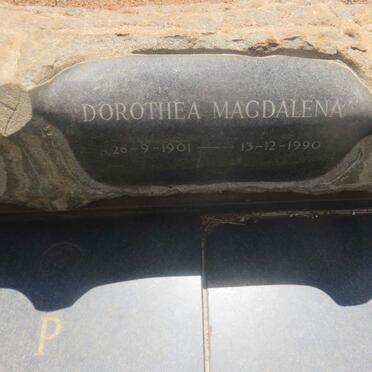 DOROTHEA MAGDALENA
26-9-1901 — 13-12-1990
P